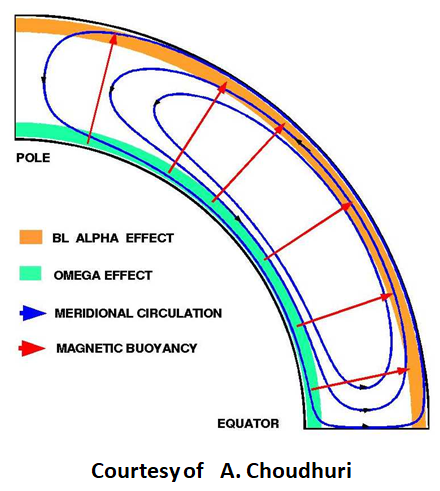 POLE
BL ALPHA EFFECT
OMEGA EFFECT
MERIDIONAL CIRCULATION
MAGNETIC BUOYANCY
EQUATOR
Courtesy of A. Choudhuri